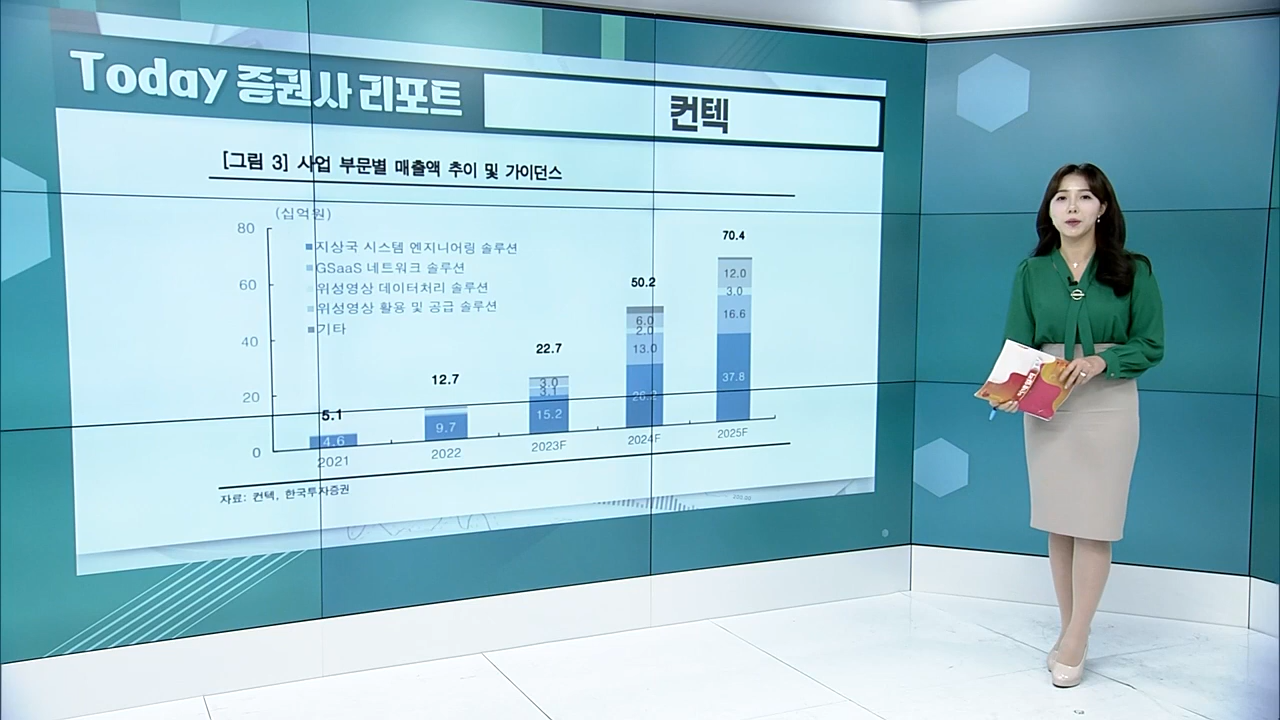 Today 증권사 리포트
컨텍
[그림 3] 사업 부문별 매출액 추이 및 가이던스
(십억원)
80
60
40
20
0
지상국 시스템 엔지니어링 솔루션
GSaaS 네트워크 솔루션
위성영상 데이터처리 솔루션
위성영상 활용 및 공급 솔루션
기타
5.1
4.6
12.7
9.7
22.7
3.0
3.1
15.2
50.2
6.0
2.0
13.0
26.2
70.4
12.0
3.0
16.6
37.8
2021
2022
2023F
2024F
2025F
자료: 컨텍, 한국투자증권
200.00